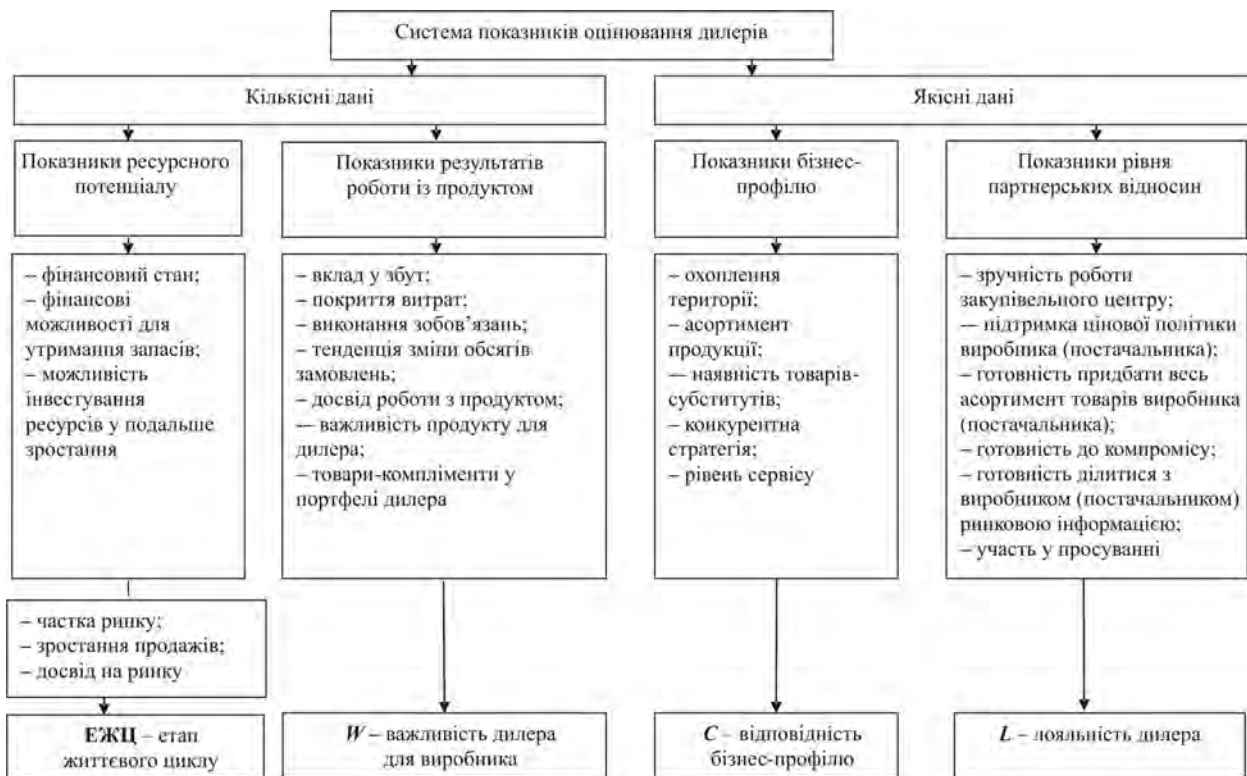 Система показників оцінювання дилерів
Кількісні дані
Якісні дані
Показники ресурсного
потенціалу
Показники результатів
роботи із продуктом
Показники бізнес-
профілю
Показники рівня
партнерських відносин
– фінансовий стан;
– фінансові
можливості для
утримання запасів;
– можливість
інвестування
ресурсів у подальше
зростання
– вклад у збут;
– покриття витрат;
– виконання зобов’язань;
– тенденція зміни обсягів
замовлень;
– досвід роботи з продуктом;
–- важливість продукту для
дилера;
– товари-компліменти у
портфелі дилера
– охоплення
території;
– асортимент
продукції;
–- наявність товарів-
субститутів;
– конкурентна
стратегія;
– рівень сервісу
– зручність роботи
закупівельного центру;
–- підтримка цінової політики
виробника (постачальника);
– готовність придбати весь
асортимент товарів виробника
(постачальника);
– готовність до компромісу;
– готовність ділитися з
виробником (постачальником)
ринковою інформацією;
– участь у просуванні
– частка ринку;
– зростання продажів;
– досвід на ринку
ЕЖЦ – етап
життєвого циклу
W – важливість дилера
для виробника
C – відповідність
бізнес-профілю
L – лояльність дилера